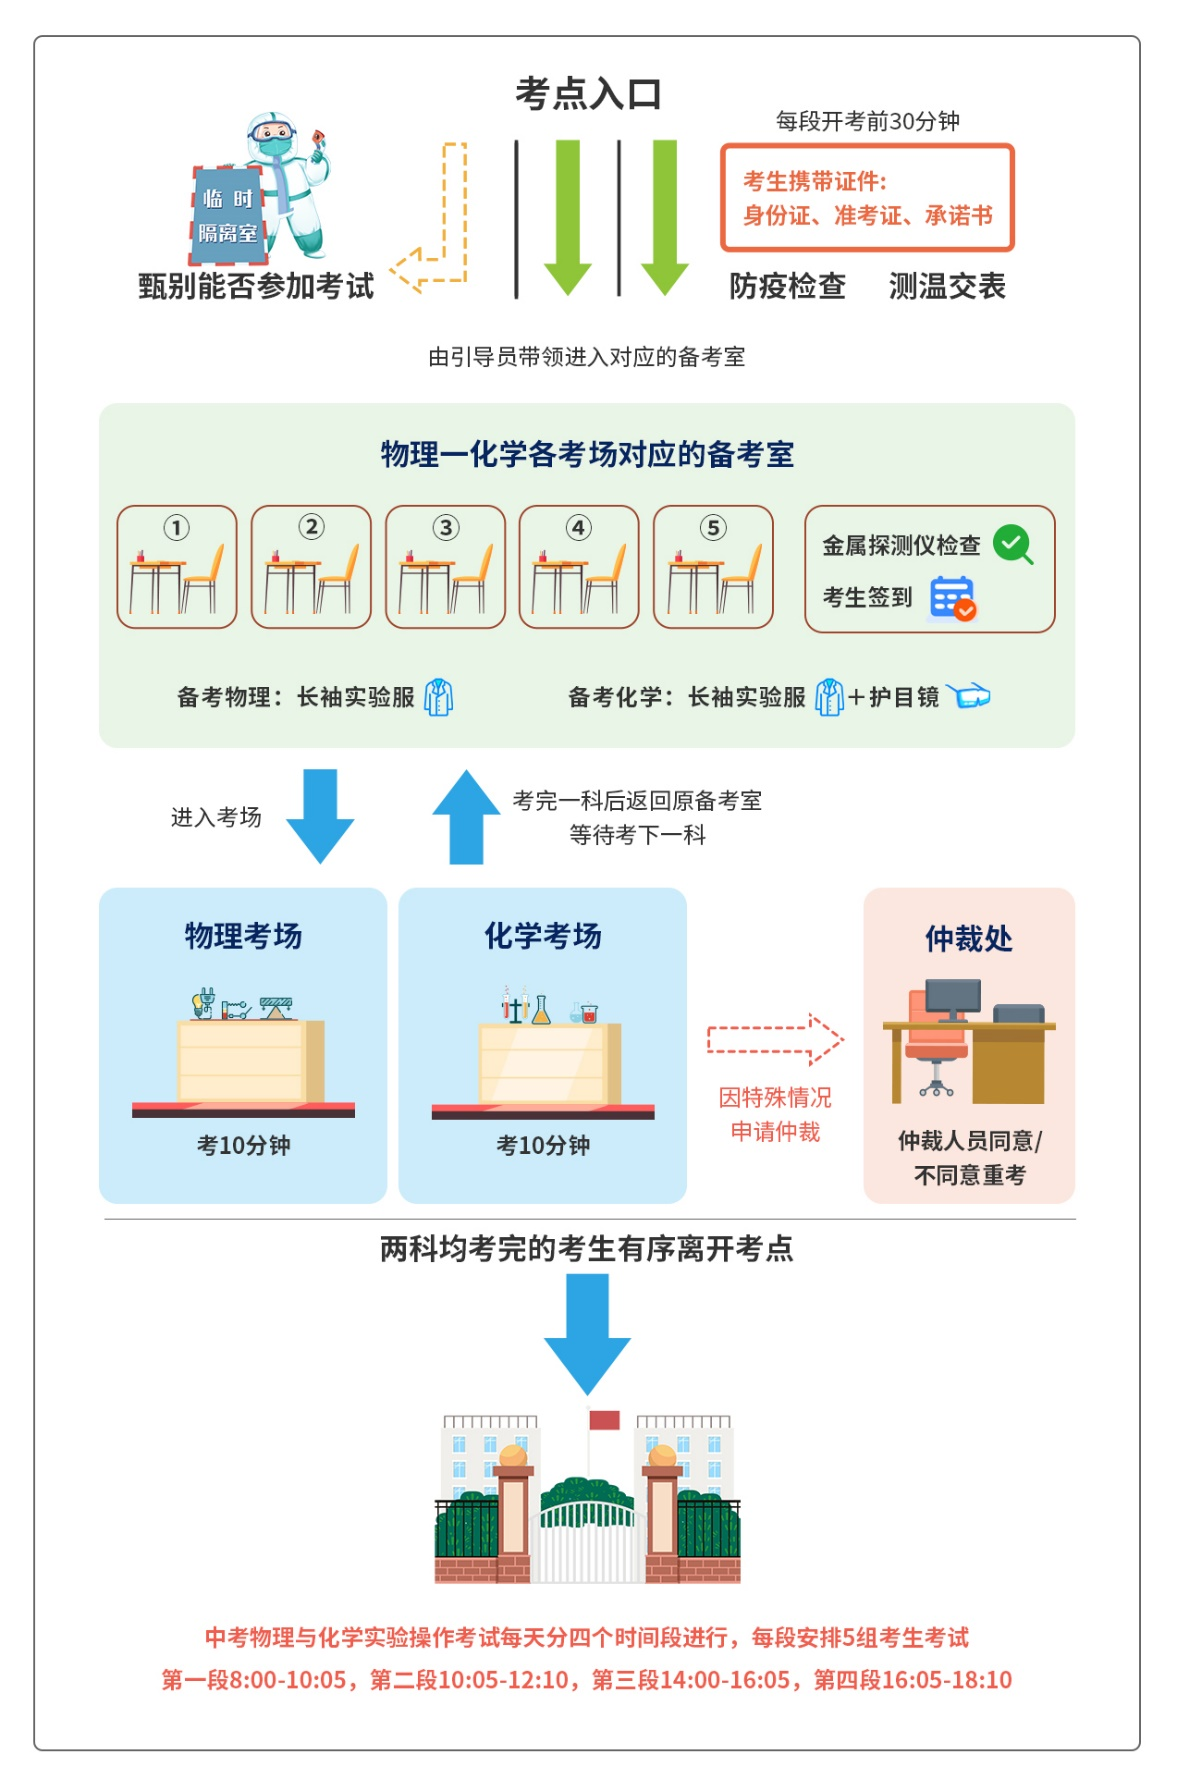 考点入口
每段开考前30分钟
考生携带证件:
身份证、准考证、承诺书
临时
隔离室
甄别能否参加考试
防疫检查 测温交表
由引导员带领进入对应的备考室
物理一化学各考场对应的备考室
① ② ③ ④ ⑤
金属探测仪检查
考生签到
备考物理：长袖实验服
备考化学：长袖实验服+护目镜
进入考场
考完一科后返回原备考室
等待考下一科
物理考场
考10分钟
化学考场
考10分钟
因特殊情况
申请仲裁
仲裁处
仲裁人员同意/
不同意重考
两科均考完的考生有序离开考点
中考物理与化学实验操作考试每天分四个时间段进行，每段安排5组考生考试
第一段8:00-10:05，第二段10:05-12:10，第三段14:00-16:05，第四段16:05-18:10